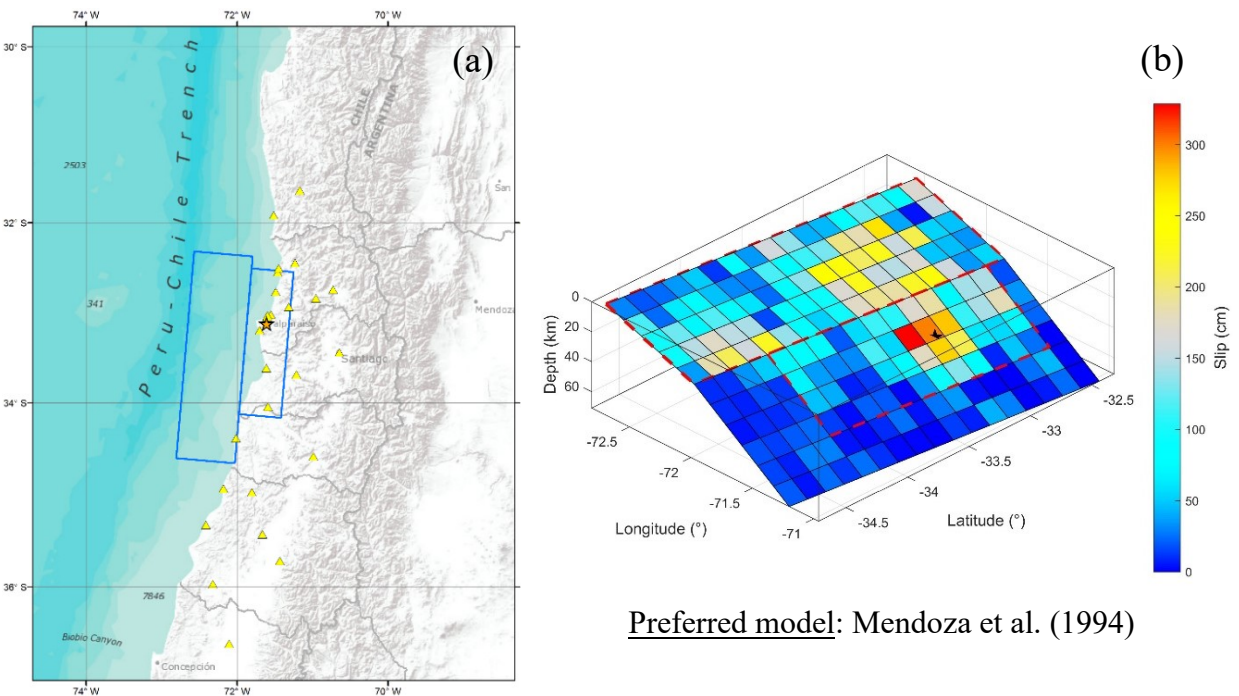 74° W 72° W 70° W
(a)
(b)
30° S
32° S
34° S
36° S
Peru-Chile Trench
CHILE
ARGENTINA
2503
San
341
Mendoza
Santiago
7846
Biobio Canyon
Concepción
74° W 72° W 70° W
0
20
40
60
Depth (km)
-72.5
-72
-71.5
-71
Longitude (°)
-34.5
-34
-33.5
-33
-32.5
Latitude (°)
300
250
200
150
100
50
0
Slip (cm)
Preferred model: Mendoza et al. (1994)